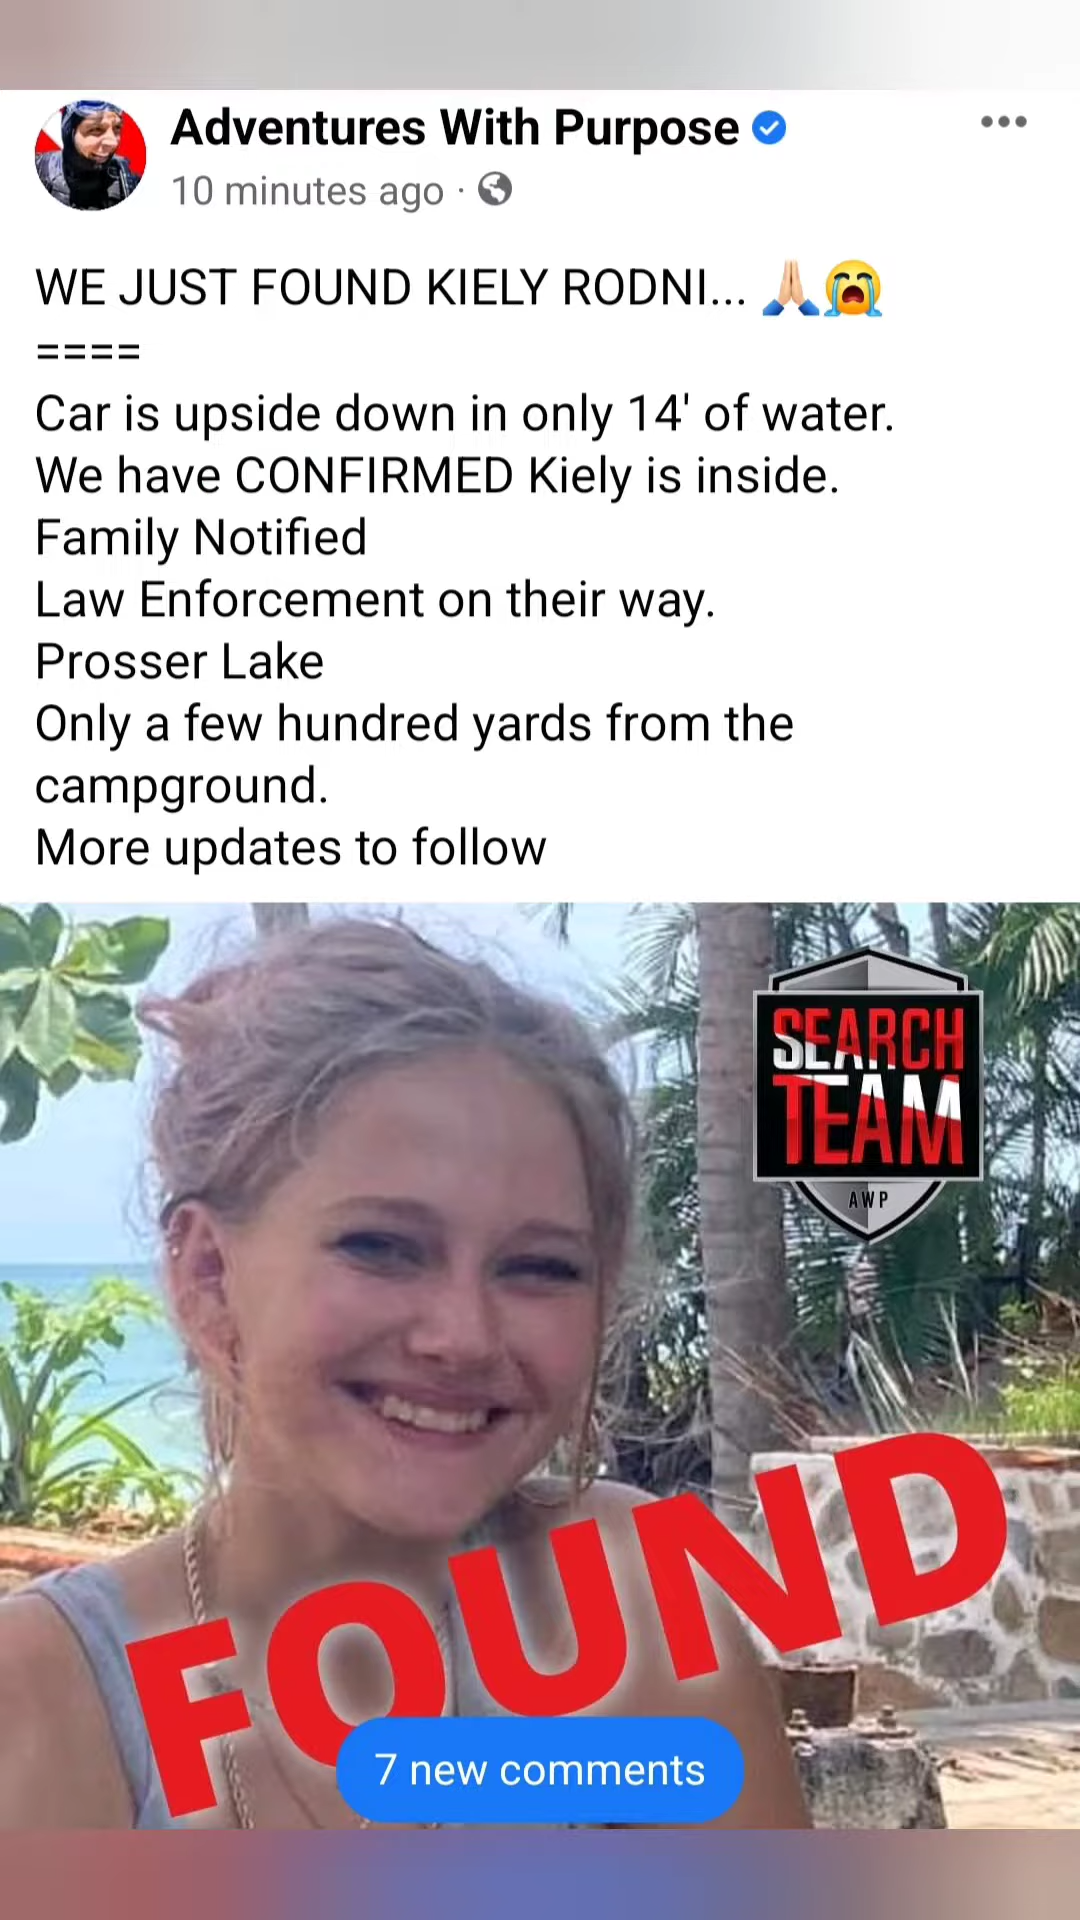 Adventures With Purpose
10 minutes ago ·
WE JUST FOUND KIELY RODNI... 🙏🏻😭
====
Car is upside down in only 14' of water.
We have CONFIRMED Kiely is inside.
Family Notified
Law Enforcement on their way.
Prosser Lake
Only a few hundred yards from the
campground.
More updates to follow
SEARCH
TEAM
AWP
FOUND
7 new comments